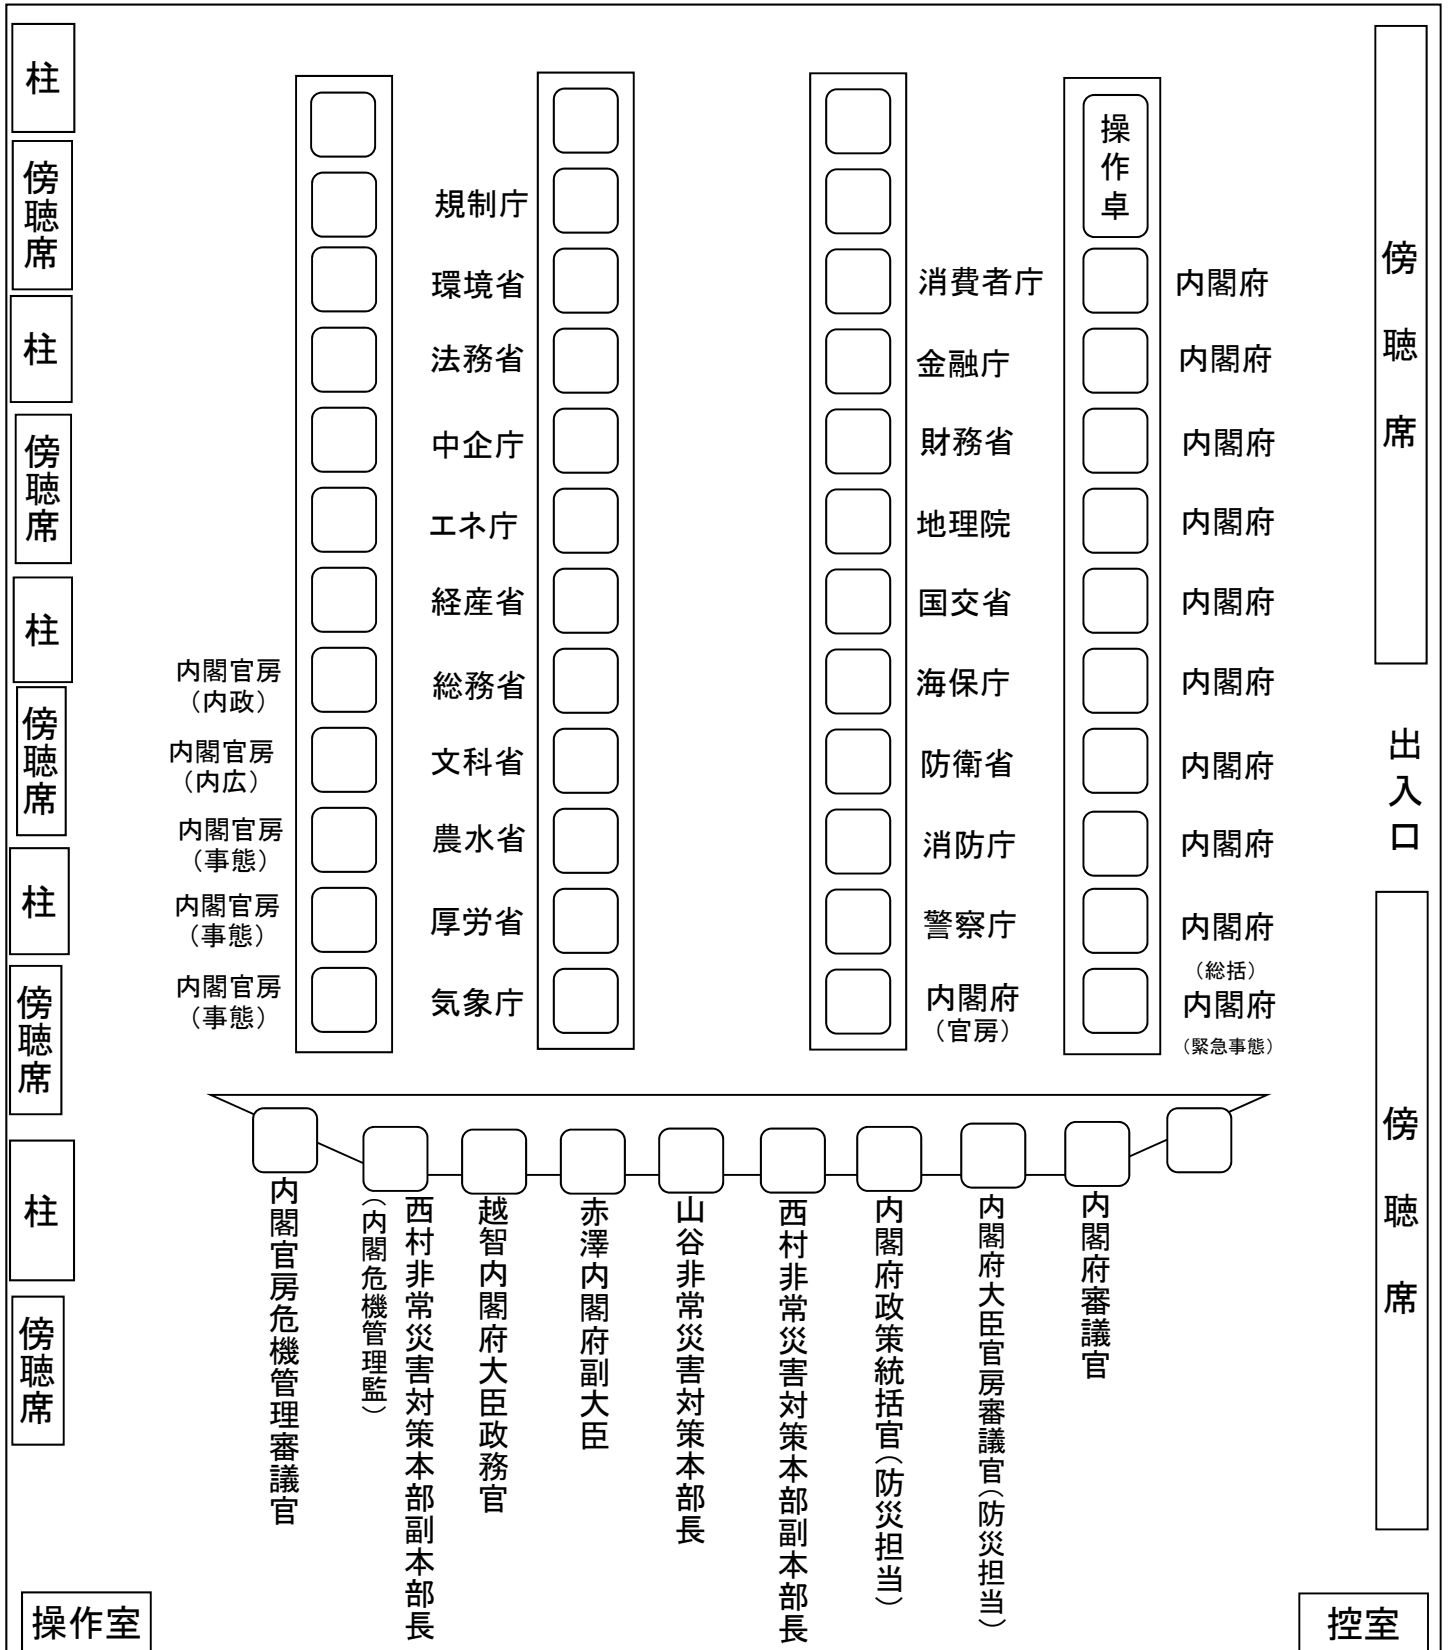 柱
傍聴席
柱
傍聴席
柱
傍聴席
柱
傍聴席
柱
傍聴席
内閣官房
（内政）
内閣官房
（内広）
内閣官房
（事態）
内閣官房
（事態）
内閣官房
（事態）
規制庁
環境省
法務省
中企庁
エネ庁
経産省
総務省
文科省
農水省
厚労省
気象庁
消費者庁
金融庁
財務省
地理院
国交省
海保庁
防衛省
消防庁
警察庁
内閣府
（官房）
操作卓
内閣府
内閣府
内閣府
内閣府
内閣府
内閣府
内閣府
内閣府
内閣府
（総括）
内閣府
（緊急事態）
傍聴席
出入口
傍聴席
内閣官房危機管理審議官
西村非常災害対策本部副本部長
（内閣危機管理監）
越智内閣府大臣政務官
赤澤内閣府副大臣
山谷非常災害対策本部長
西村非常災害対策本部副本部長
内閣府政策統括官（防災担当）
内閣府大臣官房審議官（防災担当）
内閣府審議官
操作室
控室